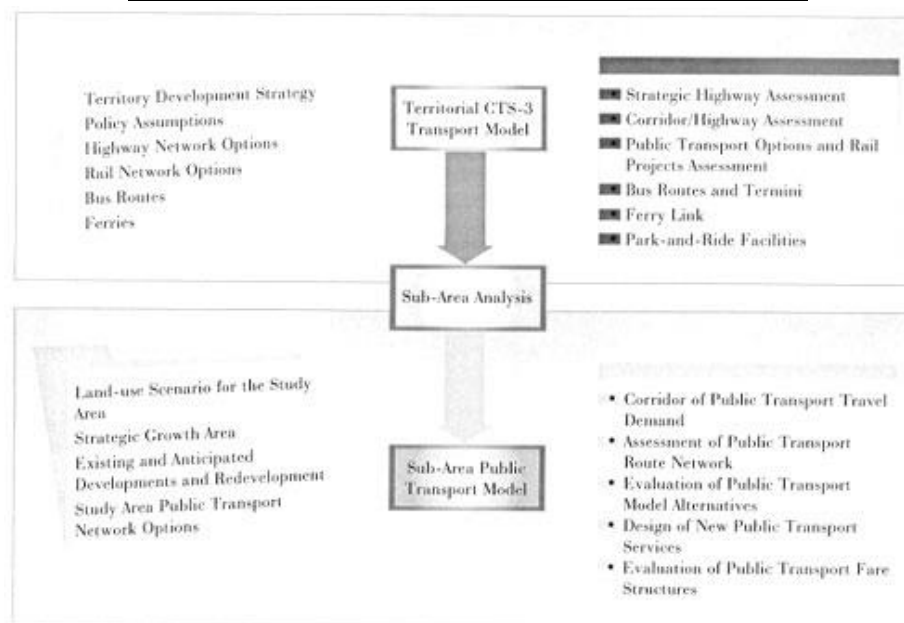 Territory Development Strategy
Policy Assumptions
Highway Network Options
Rail Network Options
Bus Routes
Ferries
Territorial CTS-3
Transport Model
Strategic Highway Assessment
Corridor/Highway Assessment
Public Transport Options and Rail
Projects Assessment
Bus Routes and Termini
Ferry Link
Park-and-Ride Facilities
Sub-Area Analysis
Land-use Scenario for the Study
Area
Strategic Growth Area
Existing and Anticipated
Developments and Redevelopment
Study Area Public Transport
Network Options
Sub-Area Public
Transport Model
• Corridor of Public Transport Travel
Demand
• Assessment of Public Transport
Route Network
• Evaluation of Public Transport
Model Alternatives
• Design of New Public Transport
Services
• Evaluation of Public Transport Fare
Structures